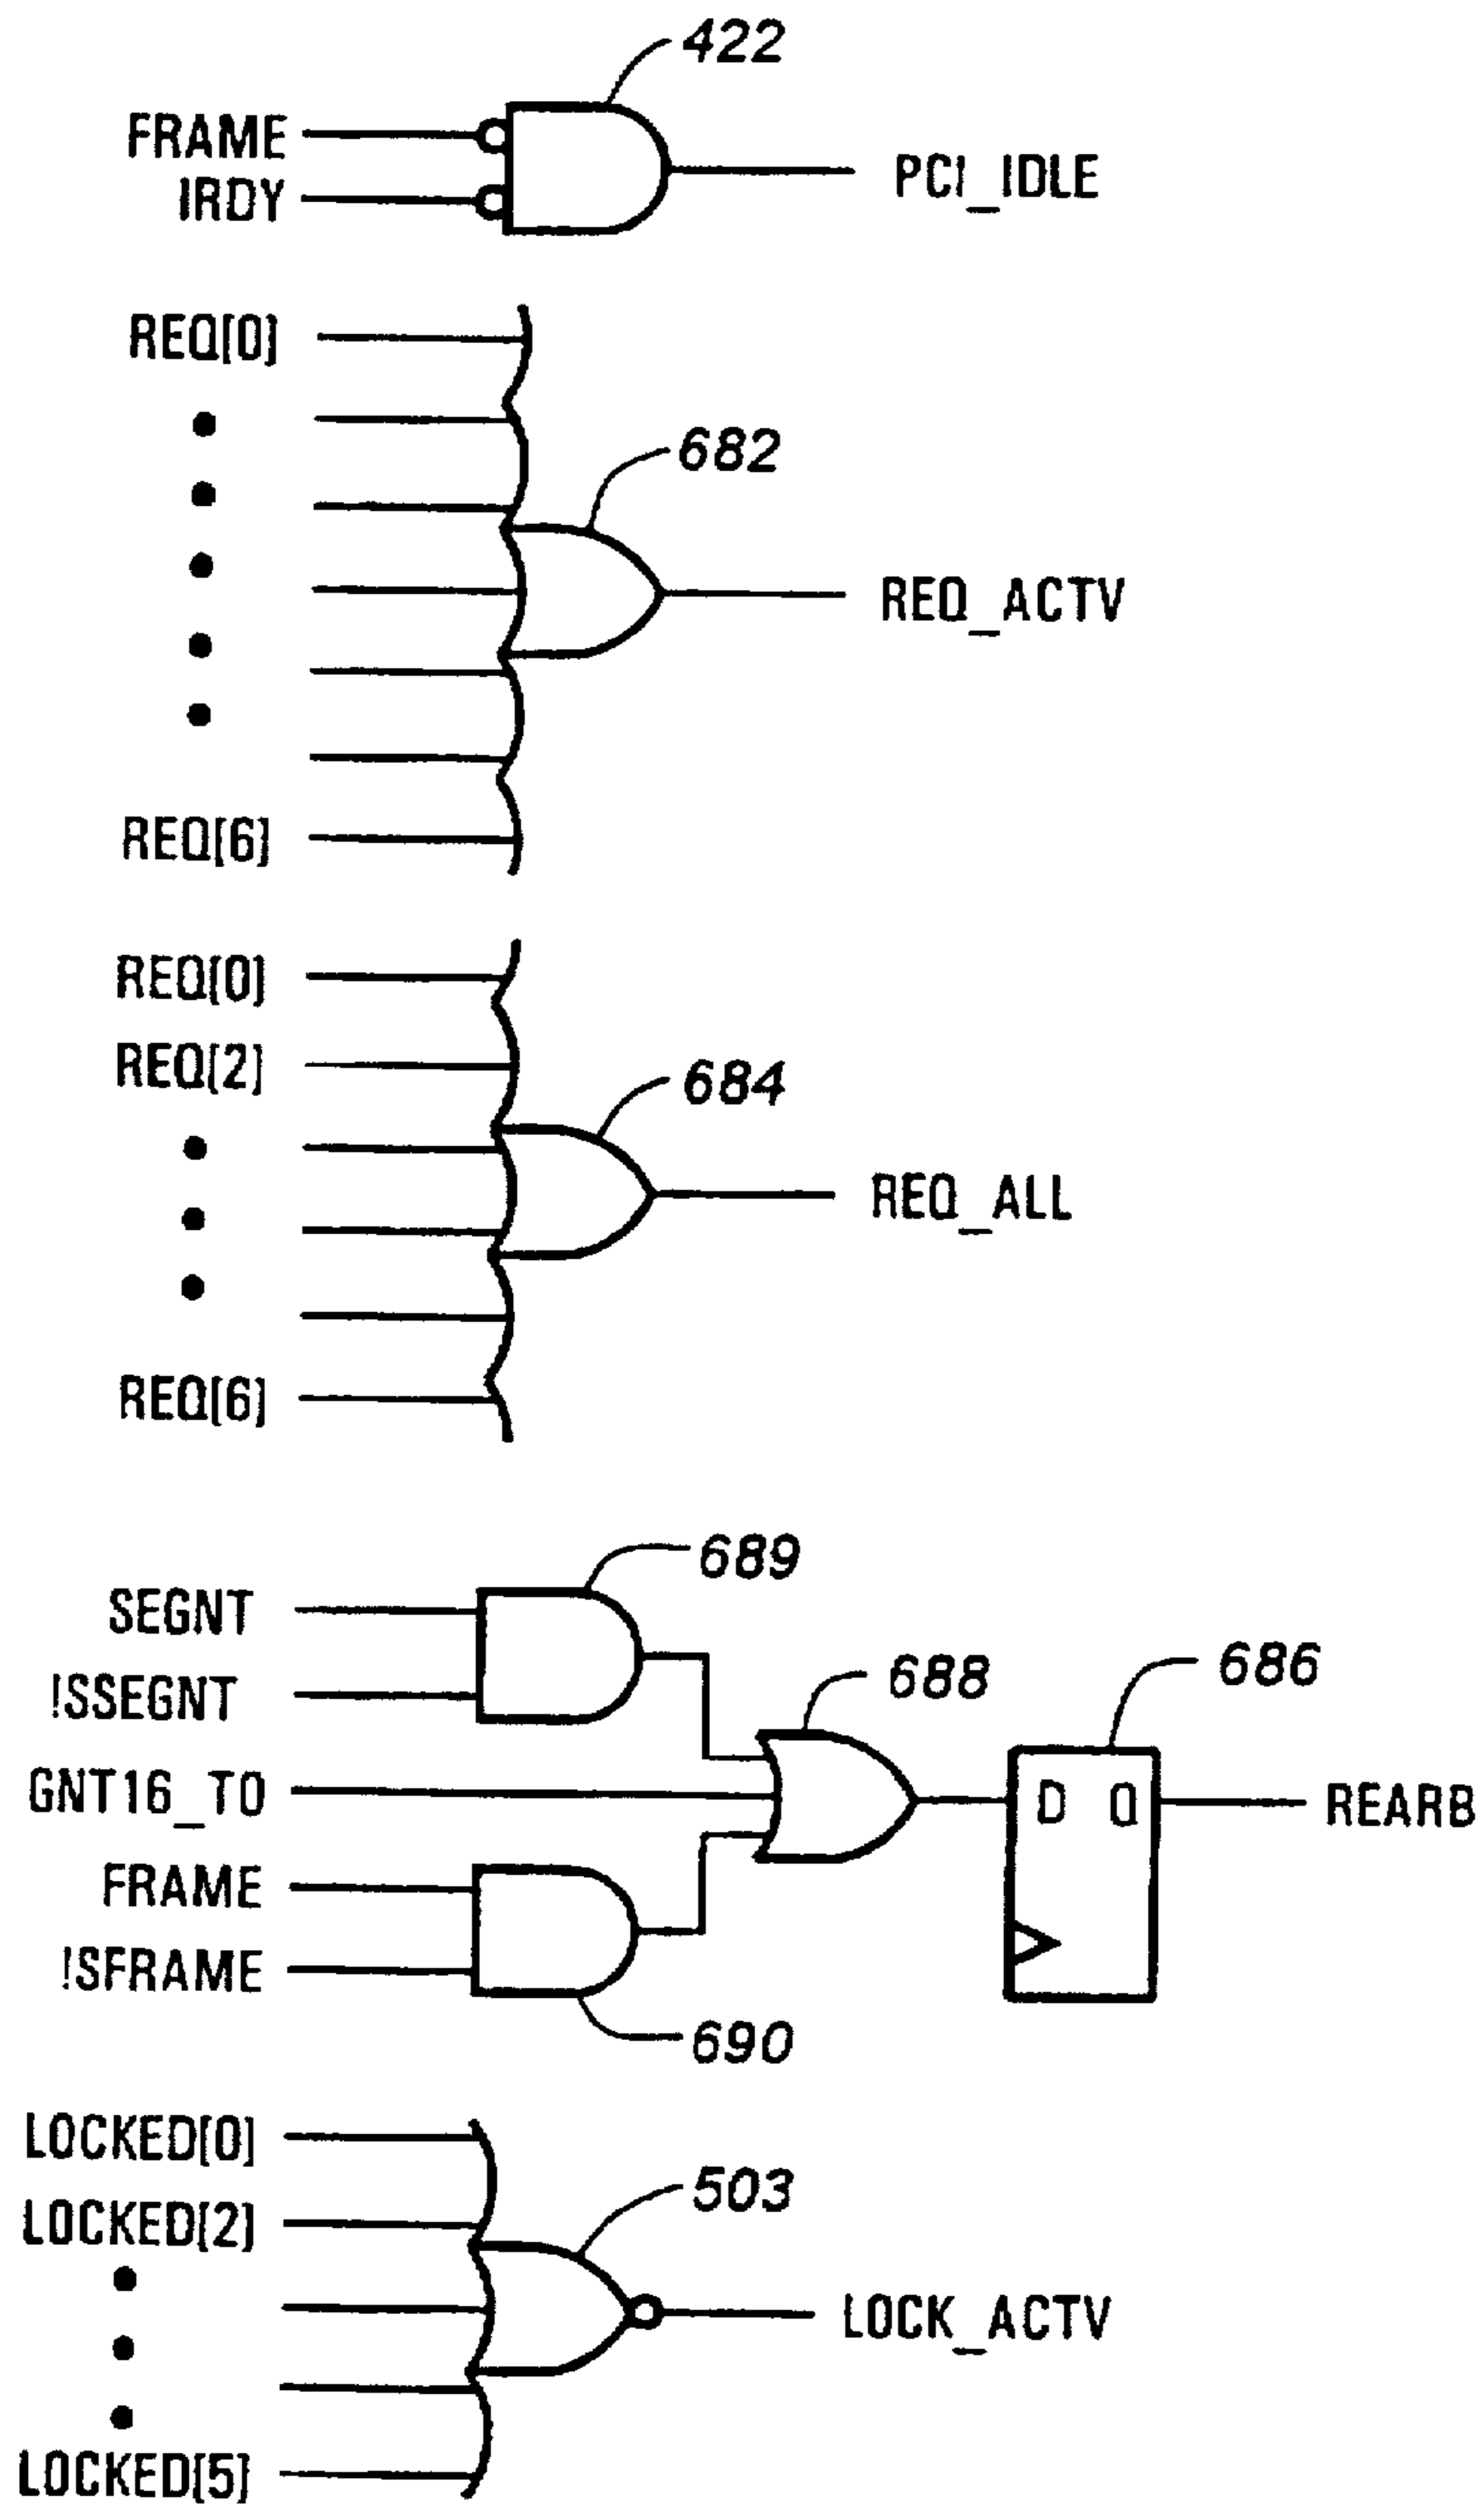 422
FRAME
IRDY
PCI_IDLE
REQ[0]
682
REQ_ACTV
REQ[6]
REQ[0]
REQ[2]
684
REQ_ALL
REQ[6]
689
SEGNT
!SSEGNT
688
686
GNT16_TO
D Q
REARB
FRAME
!SFRAME
690
LOCKED[0]
503
LOCKED[2]
LOCK_ACTV
LOCKED[5]